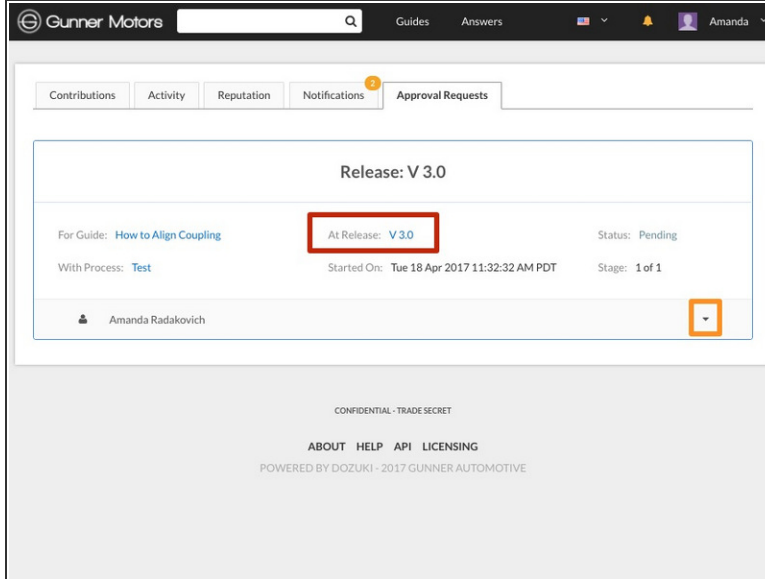 Gunner Motors Guides Answers Amanda
Contributions Activity Reputation Notifications 2 Approval Requests
Release: V 3.0
For Guide: How to Align Coupling At Release: V 3.0 Status: Pending
With Process: Test Started On: Tue 18 Apr 2017 11:32:32 AM PDT Stage: 1 of 1
Amanda Radakovich
CONFIDENTIAL - TRADE SECRET
ABOUT HELP API LICENSING
POWERED BY DOZUKI - 2017 GUNNER AUTOMOTIVE